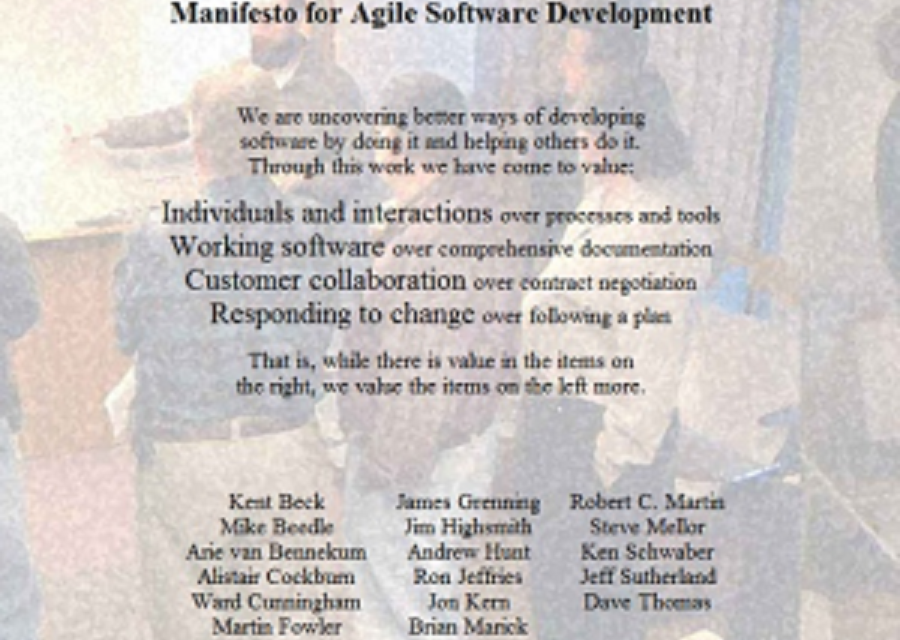 Manifesto for Agile Software Development
We are uncovering better ways of developing
software by doing it and helping others do it.
Through this work we have come to value:
Individuals and interactions over processes and tools
Working software over comprehensive documentation
Customer collaboration over contract negotiation
Responding to change over following a plan
That is, while there is value in the items on
the right, we value the items on the left more.
Kent Beck James Grenning Robert C. Martin
Mike Beedle Jim Highsmith Steve Mellor
Arie van Bennekum Andrew Hunt Ken Schwaber
Alistair Cockburn Ron Jeffries Jeff Sutherland
Ward Cunningham Jon Kern Dave Thomas
Martin Fowler Brian Marick